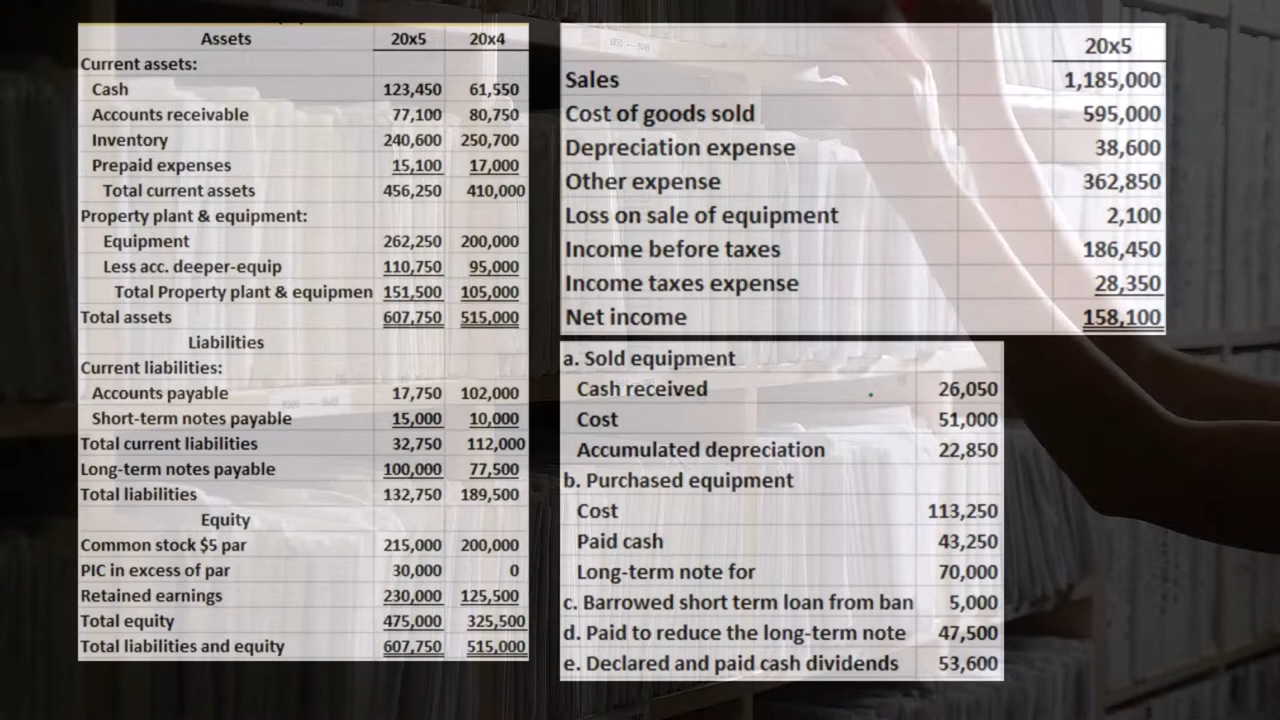 Assets 20x5 20x4
Current assets:
Cash 123,450 61,550
Accounts receivable 77,100 80,750
Inventory 240,600 250,700
Prepaid expenses 15,100 17,000
Total current assets 456,250 410,000
Property plant & equipment:
Equipment 262,250 200,000
Less acc. deeper-equip 110,750 95,000
Total Property plant & equipmen 151,500 105,000
Total assets 607,750 515,000
Liabilities
Current liabilities:
Accounts payable 17,750 102,000
Short-term notes payable 15,000 10,000
Total current liabilities 32,750 112,000
Long-term notes payable 100,000 77,500
Total liabilities 132,750 189,500
Equity
Common stock $5 par 215,000 200,000
PIC in excess of par 30,000 0
Retained earnings 230,000 125,500
Total equity 475,000 325,500
Total liabilities and equity 607,750 515,000
20x5
Sales 1,185,000
Cost of goods sold 595,000
Depreciation expense 38,600
Other expense 362,850
Loss on sale of equipment 2,100
Income before taxes 186,450
Income taxes expense 28,350
Net income 158,100
a. Sold equipment
Cash received 26,050
Cost 51,000
Accumulated depreciation 22,850
b. Purchased equipment
Cost 113,250
Paid cash 43,250
Long-term note for 70,000
c. Barrowed short term loan from ban 5,000
d. Paid to reduce the long-term note 47,500
e. Declared and paid cash dividends 53,600